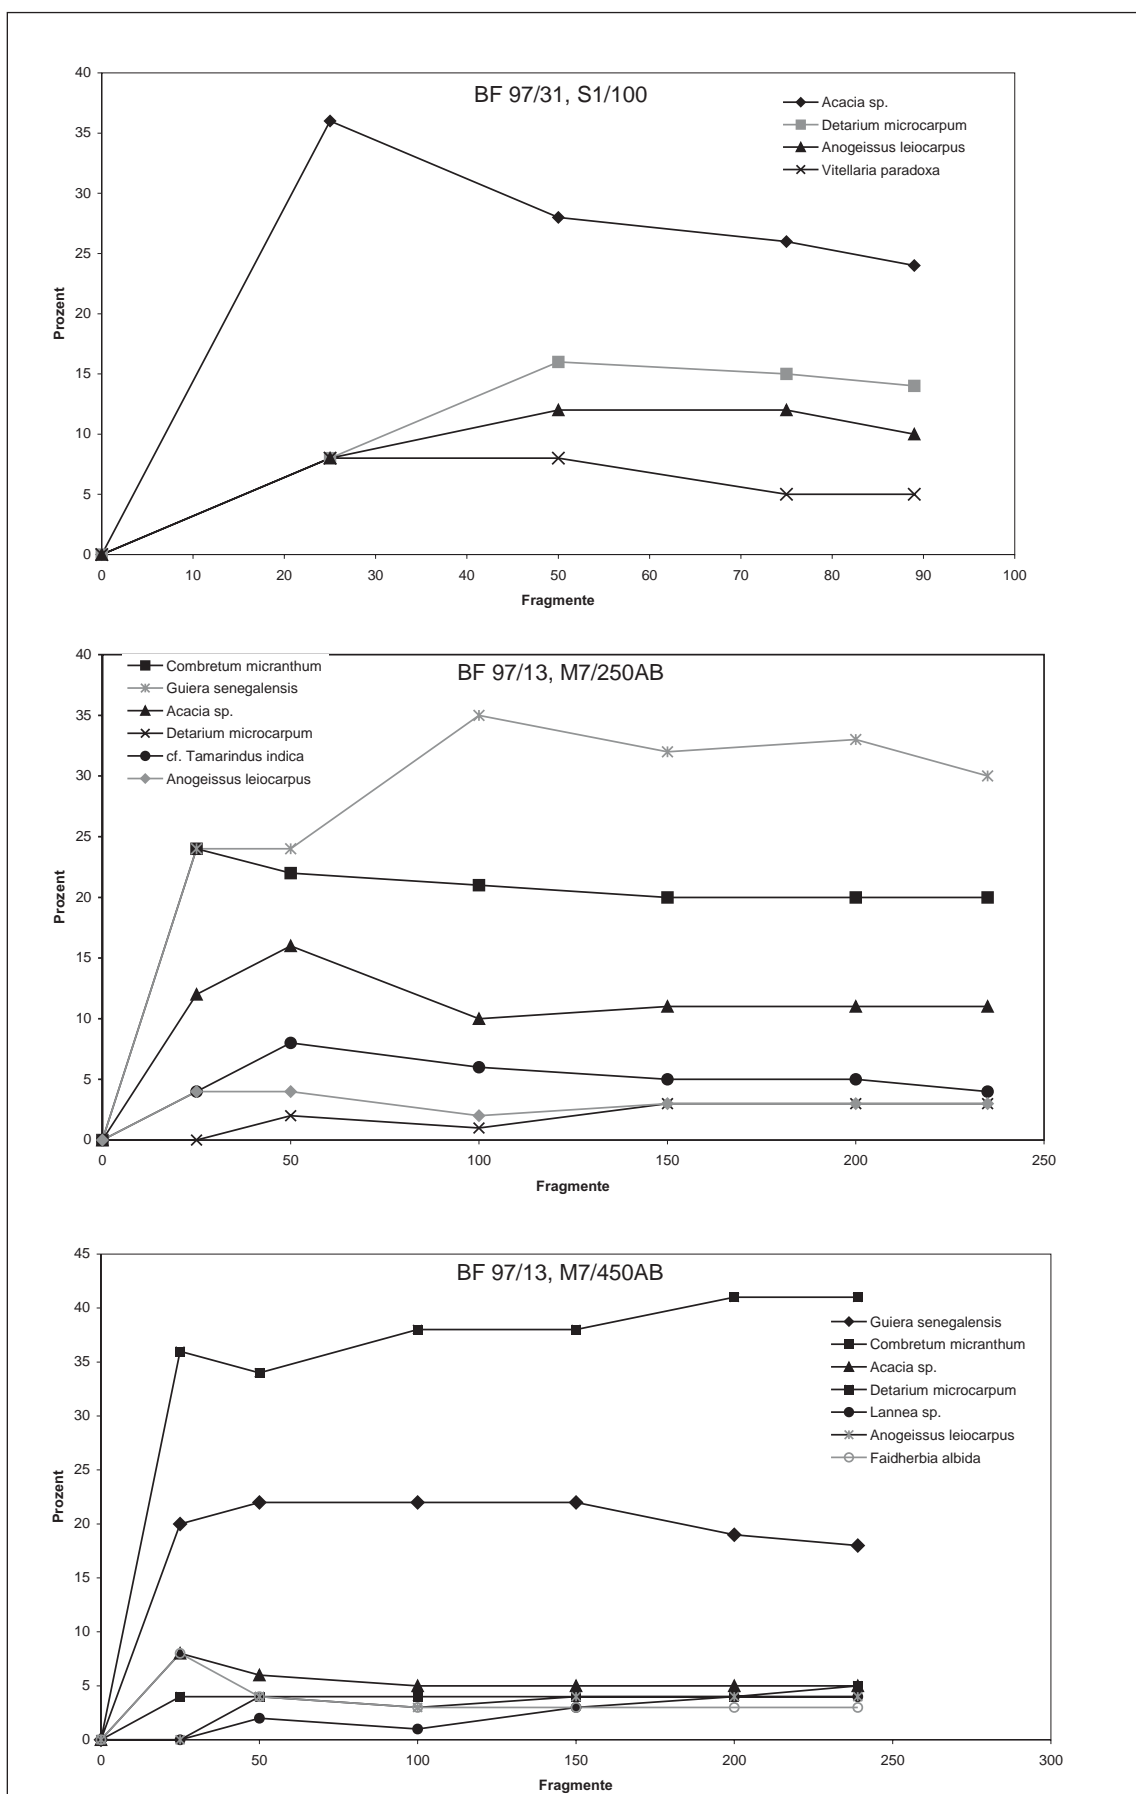 BF 97/31, S1/100
Acacia sp.
Detarium microcarpum
Anogeissus leiocarpus
Vitellaria paradoxa
Prozent
40
35
30
25
20
15
10
5
0
0 10 20 30 40 50 60 70 80 90 100
Fragmente
BF 97/13, M7/250AB
Combretum micranthum
Guiera senegalensis
Acacia sp.
Detarium microcarpum
cf. Tamarindus indica
Anogeissus leiocarpus
Prozent
40
35
30
25
20
15
10
5
0
0 50 100 150 200 250
Fragmente
BF 97/13, M7/450AB
Guiera senegalensis
Combretum micranthum
Acacia sp.
Detarium microcarpum
Lannea sp.
Anogeissus leiocarpus
Faidherbia albida
Prozent
45
40
35
30
25
20
15
10
5
0
0 50 100 150 200 250 300
Fragmente